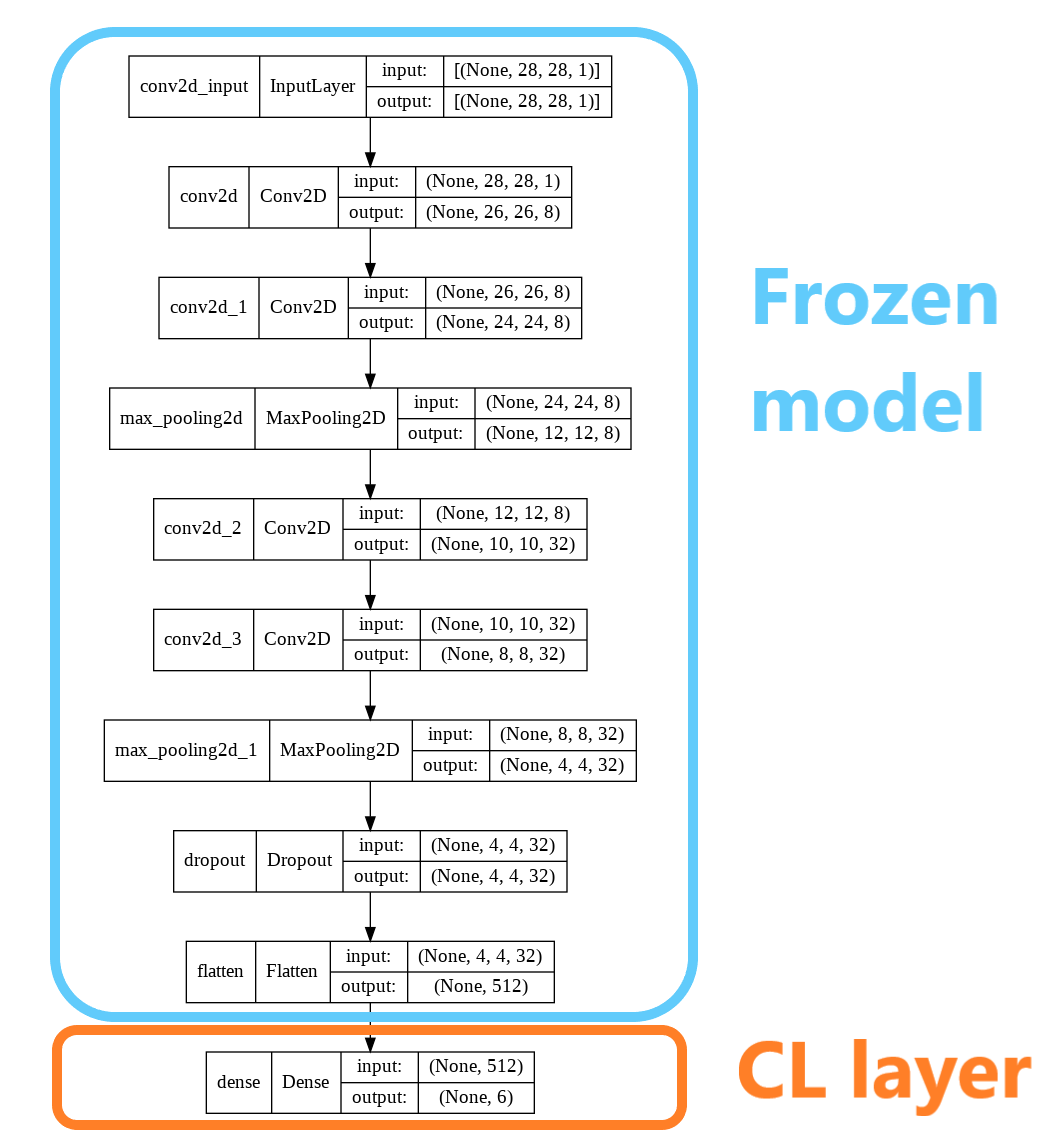 conv2d_input InputLayer input: [(None, 28, 28, 1)]
output: [(None, 28, 28, 1)]
conv2d Conv2D input: (None, 28, 28, 1)
output: (None, 26, 26, 8)
conv2d_1 Conv2D input: (None, 26, 26, 8)
output: (None, 24, 24, 8)
max_pooling2d MaxPooling2D input: (None, 24, 24, 8)
output: (None, 12, 12, 8)
conv2d_2 Conv2D input: (None, 12, 12, 8)
output: (None, 10, 10, 32)
conv2d_3 Conv2D input: (None, 10, 10, 32)
output: (None, 8, 8, 32)
max_pooling2d_1 MaxPooling2D input: (None, 8, 8, 32)
output: (None, 4, 4, 32)
dropout Dropout input: (None, 4, 4, 32)
output: (None, 4, 4, 32)
flatten Flatten input: (None, 4, 4, 32)
output: (None, 512)
Frozen
model
dense Dense input: (None, 512)
output: (None, 6)
CL layer